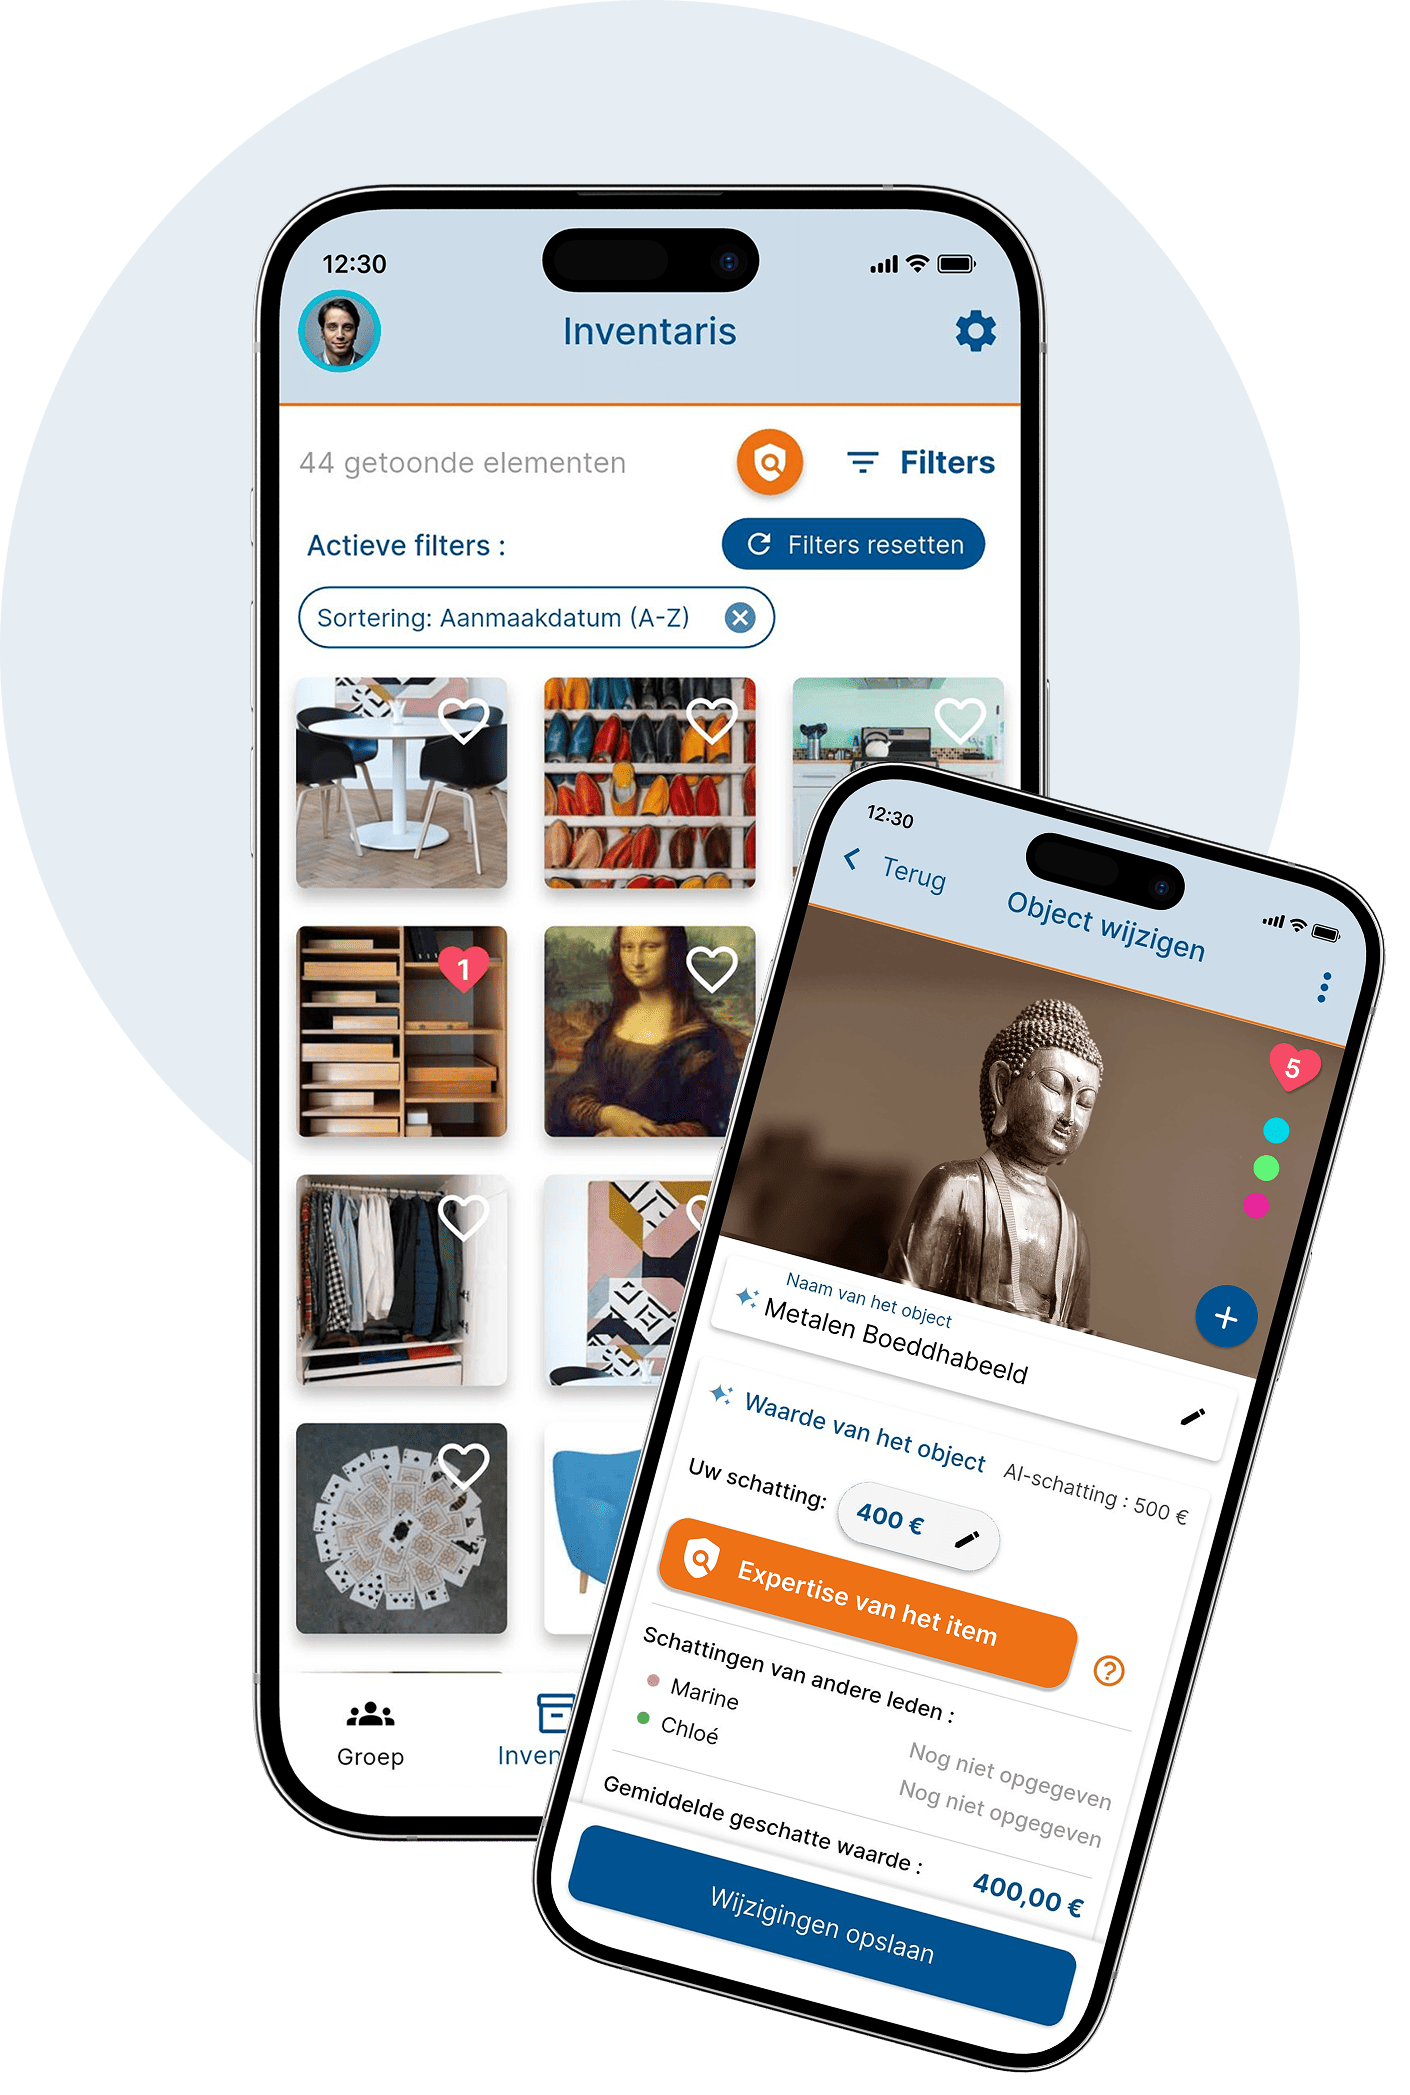 12:30
Inventaris
44 getoonde elementen
Filters
Actieve filters :
Filters resetten
Sortering: Aanmaakdatum (A-Z)
1
Groep
Inven
12:30
Terug
Object wijzigen
5
Naam van het object
Metalen Boeddhabeeld
Waarde van het object
AI-schatting : 500 €
Uw schatting:
400 €
Expertise van het item
Schattingen van andere leden :
Marine
Nog niet opgegeven
Chloé
Nog niet opgegeven
Gemiddelde geschatte waarde :
400,00 €
Wijzigingen opslaan